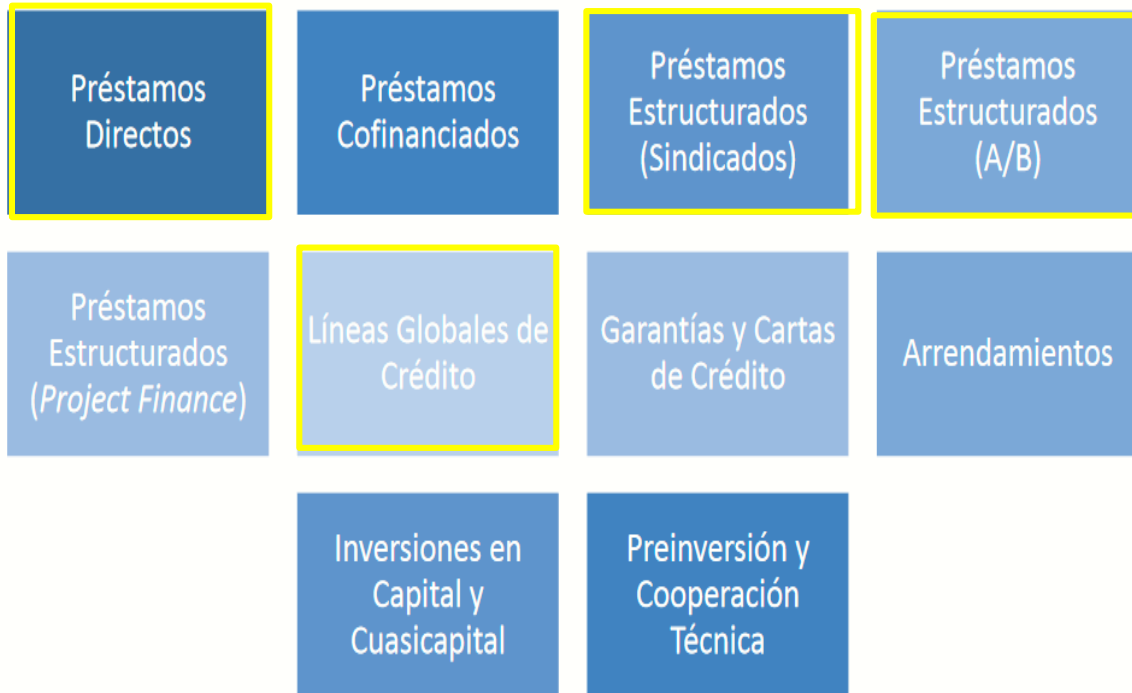 Préstamos
Directos
Préstamos
Cofinanciados
Préstamos
Estructurados
(Sindicados)
Préstamos
Estructurados
(A/B)
Préstamos
Estructurados
(Project Finance)
Líneas Globales de
Crédito
Garantías y Cartas
de Crédito
Arrendamientos
Inversiones en
Capital y
Cuasicapital
Preinversión y
Cooperación
Técnica